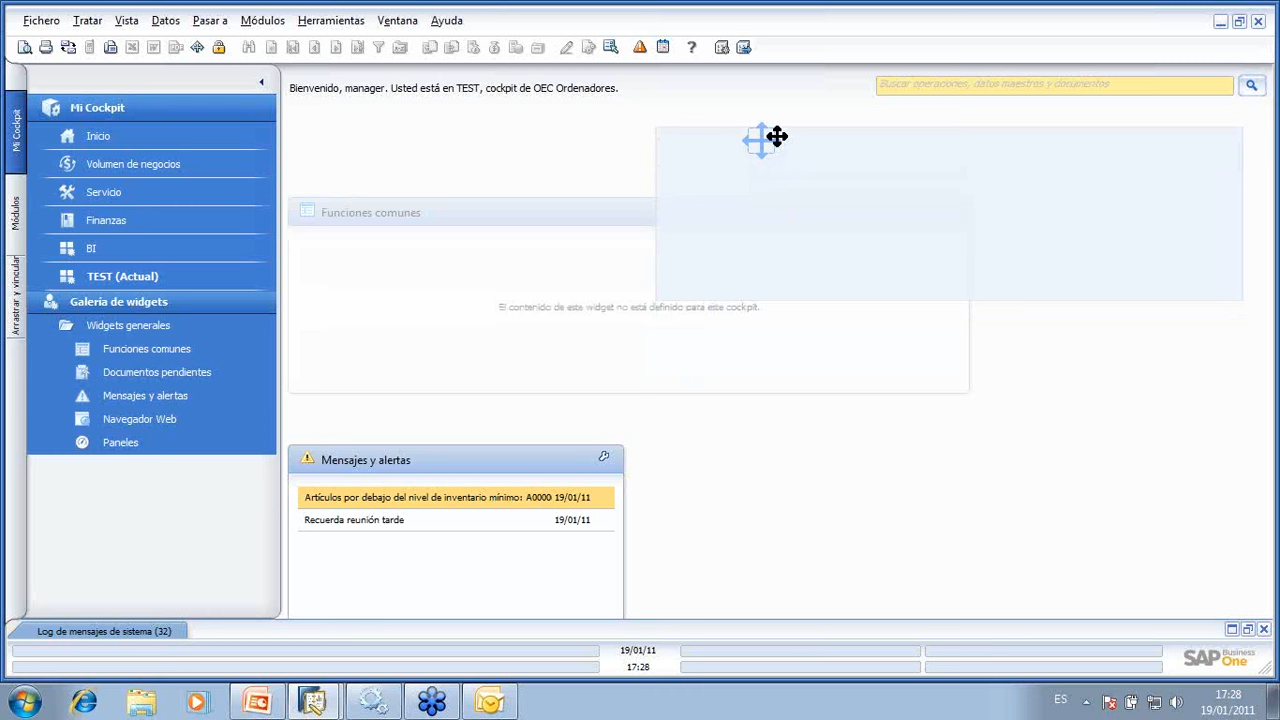 Fichero Tratar Vista Datos Pasar a Módulos Herramientas Ventana Ayuda
Bienvenido, manager. Usted está en TEST, cockpit de OEC Ordenadores.
Buscar operaciones, datos maestros y documentos
Mi Cockpit
Módulos
Arrastrar y vincular
Mi Cockpit
Inicio
Volumen de negocios
Servicio
Finanzas
BI
TEST (Actual)
Galería de widgets
Widgets generales
Funciones comunes
Documentos pendientes
Mensajes y alertas
Navegador Web
Paneles
Funciones comunes
El contenido de este widget no está definido para este cockpit.
Mensajes y alertas
Artículos por debajo del nivel de inventario mínimo: A0000 19/01/11
Recuerda reunión tarde 19/01/11
Log de mensajes de sistema (32)
19/01/11
17:28
SAP Business One
ES
17:28
19/01/2011